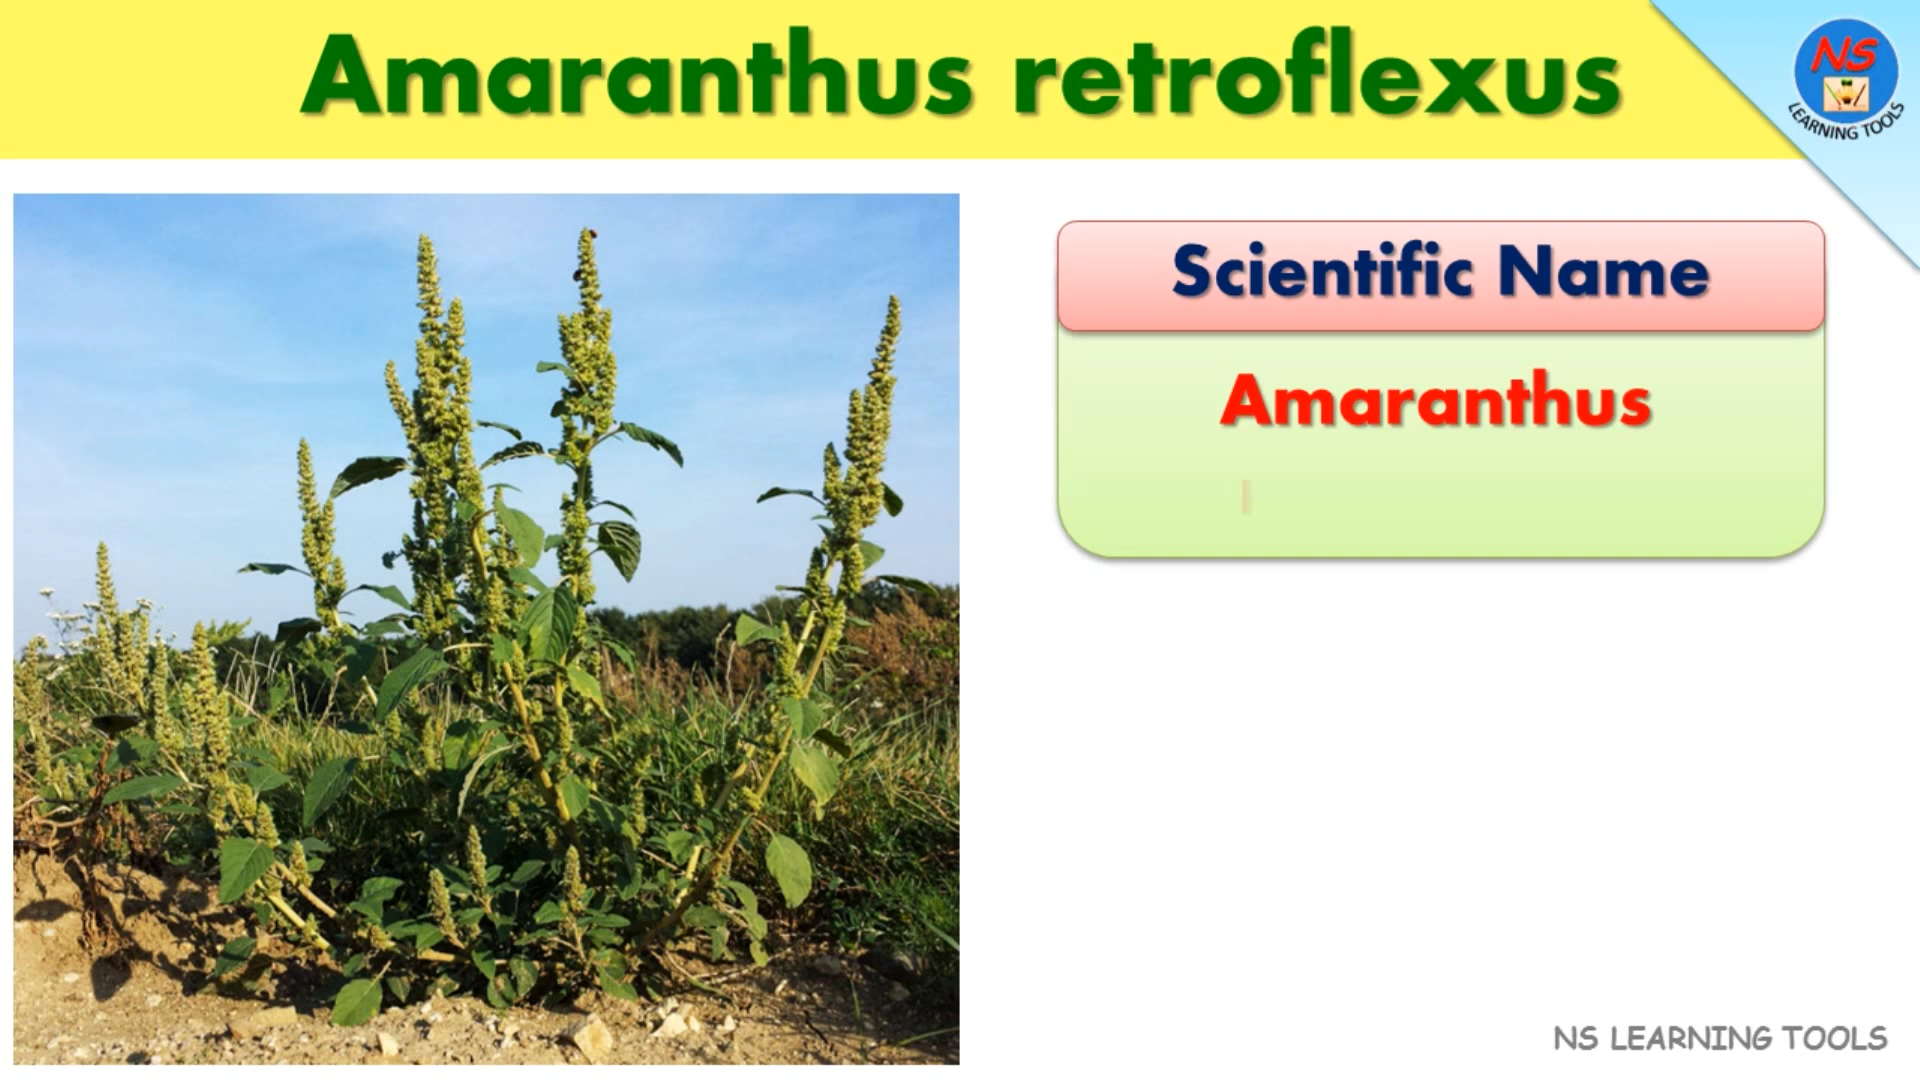 Amaranthus retroflexus
NS
LEARNING TOOLS
Scientific Name
Amaranthus
NS LEARNING TOOLS